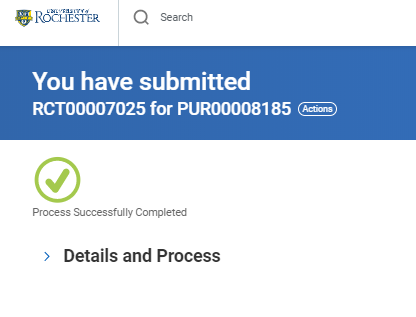 UNIVERSITY of
ROCHESTER
Search
You have submitted
RCT00007025 for PUR00008185 Actions
Process Successfully Completed
Details and Process